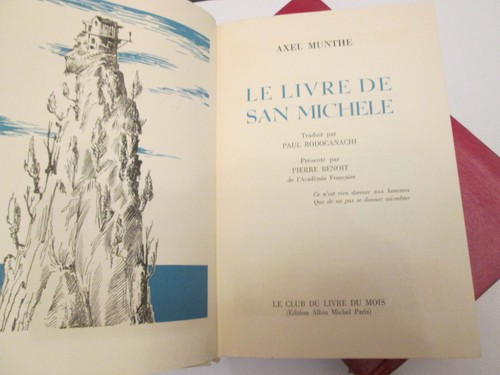 AXEL MUNTHE
LE LIVRE DE
SAN MICHELE
Traduit par
PAUL RODOCANACHI
Présenté par
PIERRE BENOIT
de l'Académie Française
Ce n'est rien donner aux hommes
Que de ne pas se donner soi-même
LE CLUB DU LIVRE DU MOIS
(Edition Albin Michel Paris)